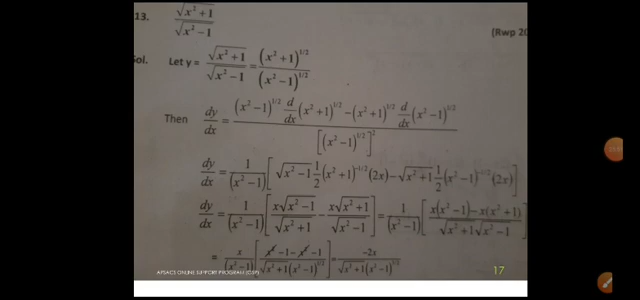 13. √(x²+1) / √(x²−1)
(Rwp 20
Sol. Let y = √(x²+1) / √(x²−1) = (x²+1)^(1/2) / (x²−1)^(1/2)
Then dy/dx = [(x²−1)^(1/2) d/dx (x²+1)^(1/2) − (x²+1)^(1/2) d/dx (x²−1)^(1/2)] / [(x²−1)^(1/2)]²
dy/dx = 1/(x²−1) [√(x²−1) 1/2 (x²+1)^(−1/2) (2x) − √(x²+1) 1/2 (x²−1)^(−1/2) (2x)]
dy/dx = 1/(x²−1) [x√(x²−1) / √(x²+1) − x√(x²+1) / √(x²−1)] = 1/(x²−1) [x(x²−1)−x(x²+1) / √(x²+1)√(x²−1)]
= x/(x²−1) [x²−1−x²−1 / √(x²+1)(x²−1)^(1/2)] = −2x / √(x²+1)(x²−1)^(3/2)
APSACS ONLINE SUPPORT PROGRAM (OSP)
17